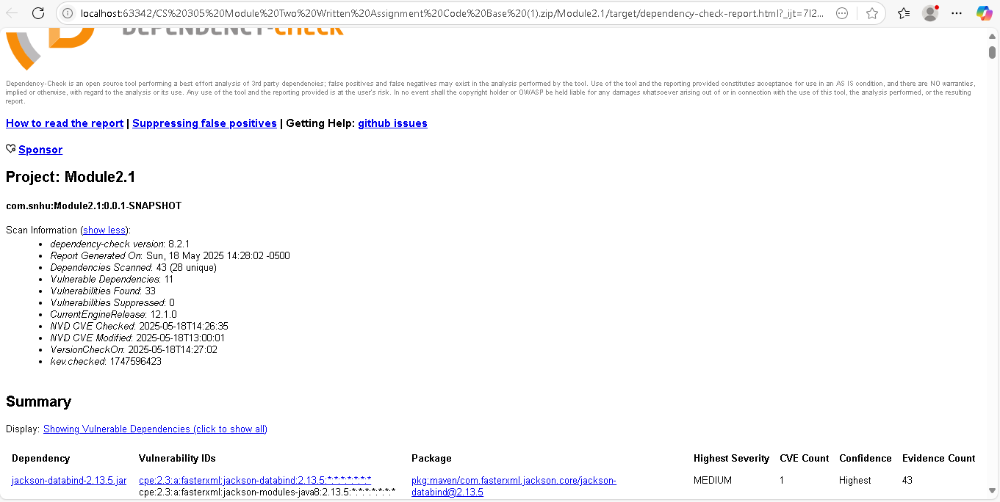 localhost:63342/CS%20305%20Module%20Two%20Written%20Assignment%20Code%20Base%20(1).zip/Module2.1/target/dependency-check-report.html?_ijt=7l2...
DEPENDENCY-CHECK
Dependency-Check is an open source tool performing a best effort analysis of 3rd party dependencies; false positives and false negatives may exist in the analysis performed by the tool. Use of the tool and the reporting provided constitutes acceptance for use in an AS IS condition, and there are NO warranties,
implied or otherwise, with regard to the analysis or its use. Any use of the tool and the reporting provided is at the user's risk. In no event shall the copyright holder or OWASP be held liable for any damages whatsoever arising out of or in connection with the use of this tool, the analysis performed, or the resulting
report.
How to read the report | Suppressing false positives | Getting Help: github issues
Sponsor
Project: Module2.1
com.snhu:Module2.1:0.0.1-SNAPSHOT
Scan Information (show less):
• dependency-check version: 8.2.1
• Report Generated On: Sun, 18 May 2025 14:28:02 -0500
• Dependencies Scanned: 43 (28 unique)
• Vulnerable Dependencies: 11
• Vulnerabilities Found: 33
• Vulnerabilities Suppressed: 0
• CurrentEngineRelease: 12.1.0
• NVD CVE Checked: 2025-05-18T14:26:35
• NVD CVE Modified: 2025-05-18T13:00:01
• VersionCheckOn: 2025-05-18T14:27:02
• kev.checked: 1747596423
Summary
Display: Showing Vulnerable Dependencies (click to show all)
Dependency Vulnerability IDs Package Highest Severity CVE Count Confidence Evidence Count
jackson-databind-2.13.5.jar cpe:2.3:a:fasterxml:jackson-databind:2.13.5:*:*:*:*:*:*:* pkg:maven/com.fasterxml.jackson.core/jackson- MEDIUM 1 Highest 43
cpe:2.3:a:fasterxml:jackson-modules-java8:2.13.5:*:*:*:*:*:*:* databind@2.13.5